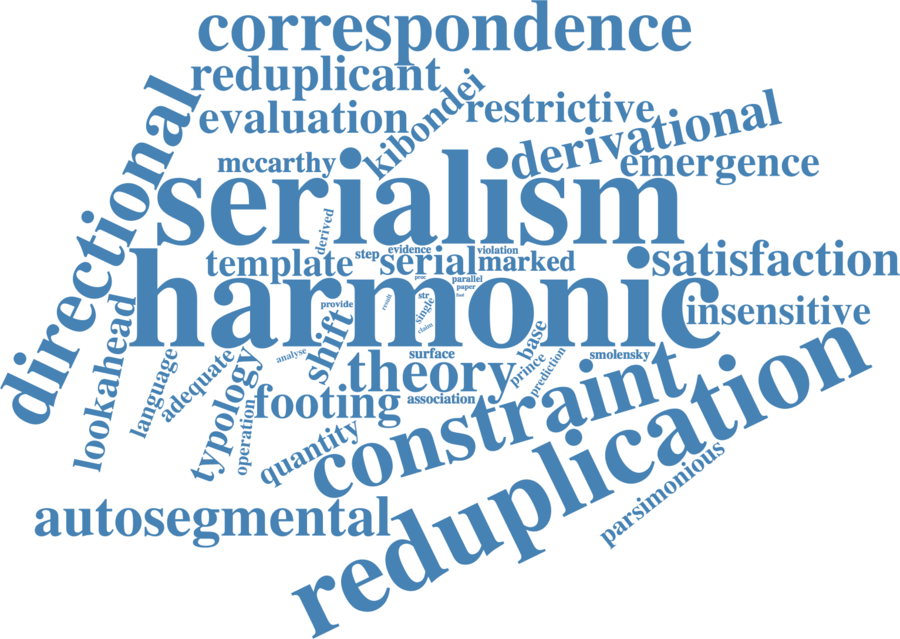 correspondence
reduplicant
evaluation
kibondei
restrictive
derivational
mccarthy
emergence
directional
serialism
derived
step
evidence
violation
template
serial
marked
satisfaction
proc
parallel
paper
harmonic
result
str
foot
provide
single
claim
insensitive
lookahead
language
adequate
typology
analyse
shift
surface
base
smolensky
theory
prince
prediction
operation
footing
association
constraint
quantity
reduplication
parsimonious
autosegmental